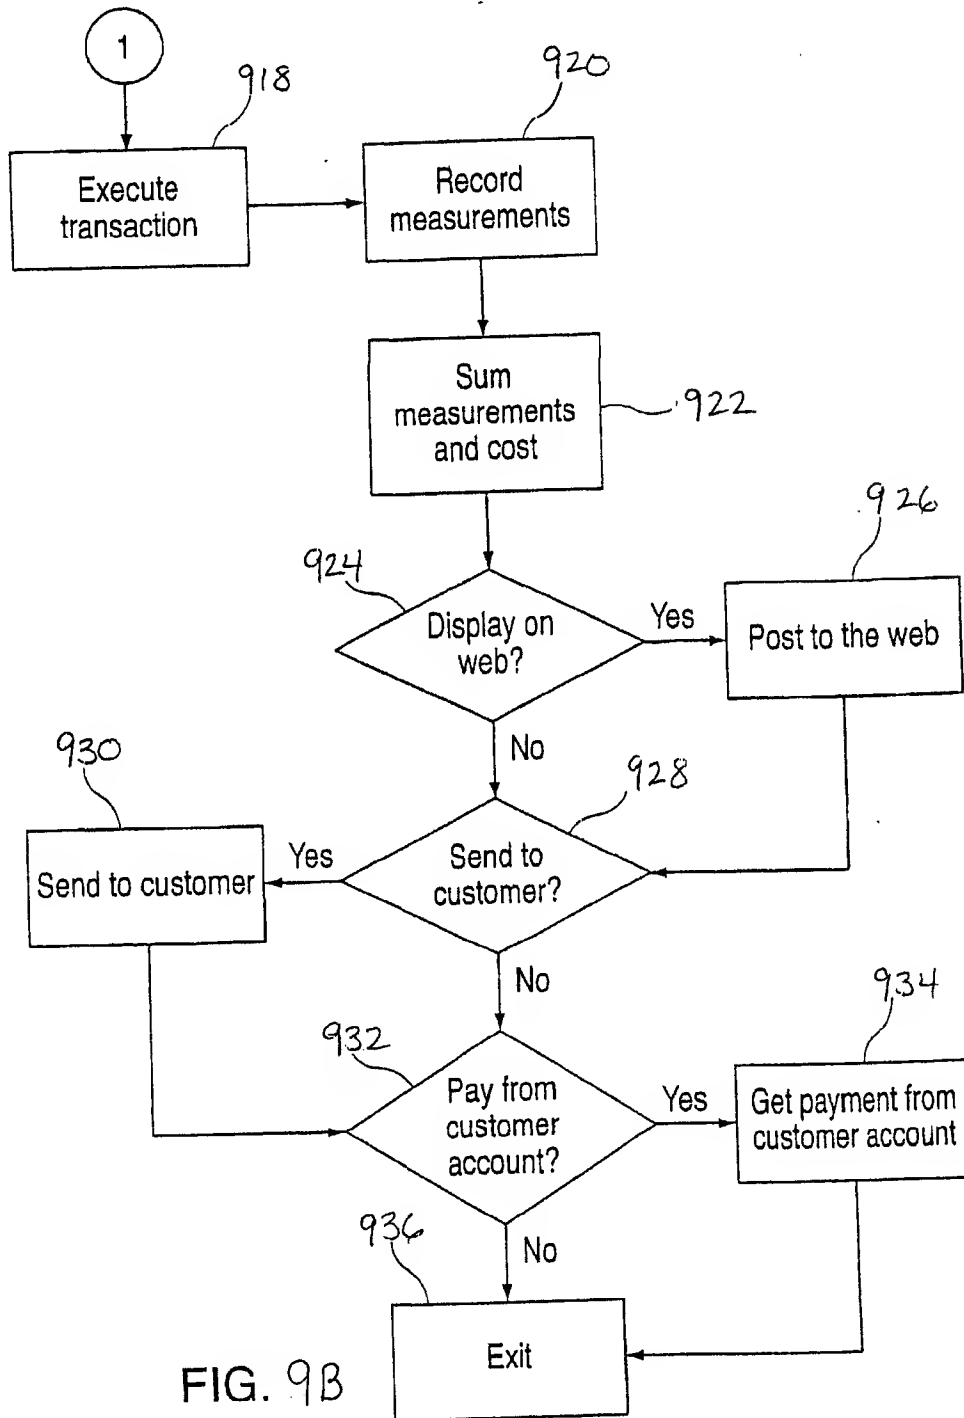 1
918
920
Execute
transaction
Record
measurements
Sum
measurements
and cost
922
926
924
Display on
web?
Yes
Post to the web
No
930
928
Yes
Send to
customer?
Send to customer
No
934
932
Pay from
customer
account?
Yes
Get payment from
customer account
936
No
Exit
FIG. 9B